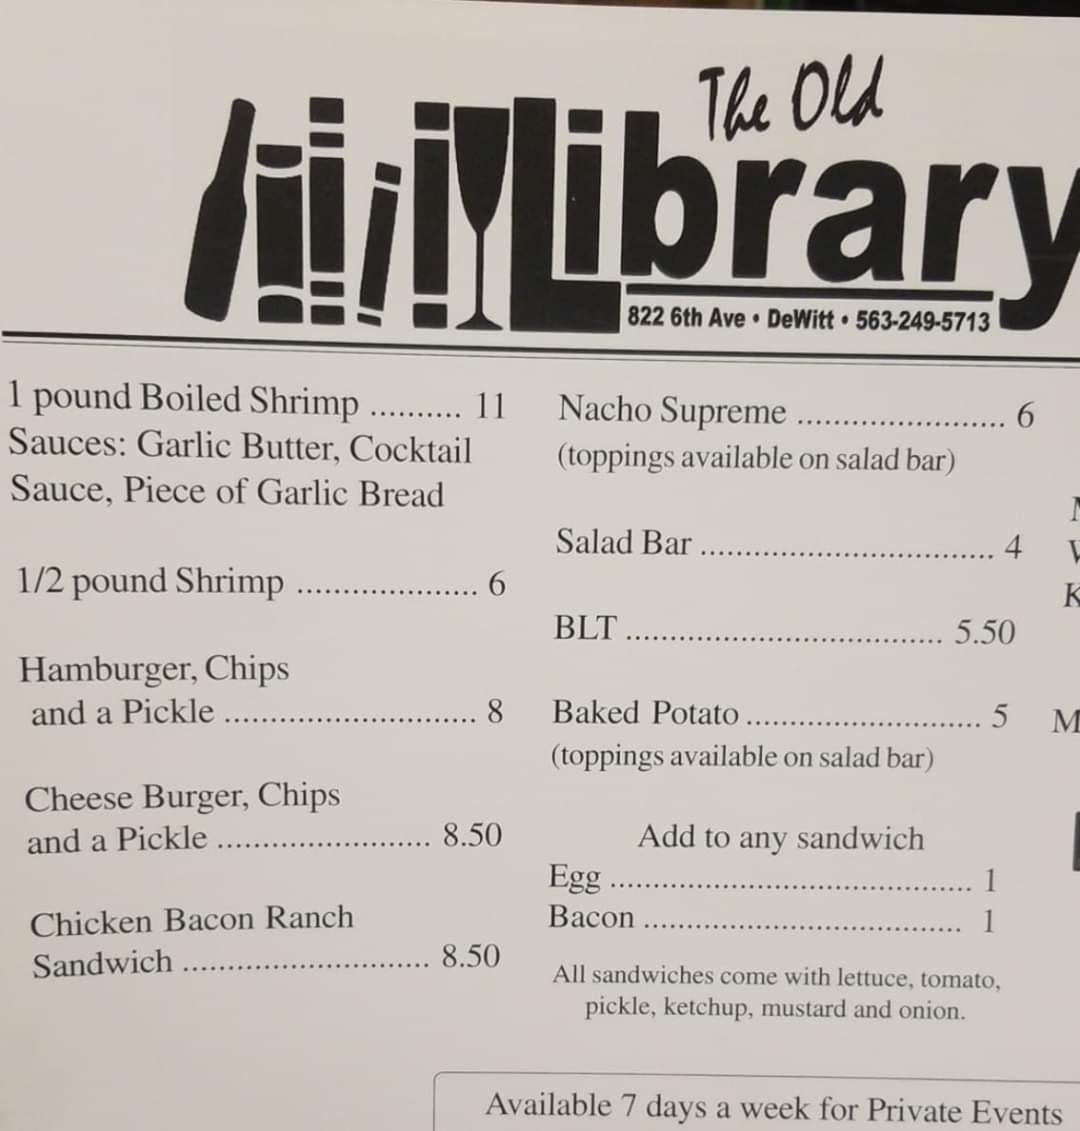 The Old
Library
822 6th Ave • DeWitt • 563-249-5713
1 pound Boiled Shrimp .......... 11
Sauces: Garlic Butter, Cocktail
Sauce, Piece of Garlic Bread
1/2 pound Shrimp .................... 6
Hamburger, Chips
and a Pickle ............................ 8
Cheese Burger, Chips
and a Pickle ........................ 8.50
Chicken Bacon Ranch
Sandwich ............................ 8.50
Nacho Supreme ....................... 6
(toppings available on salad bar)
Salad Bar ................................. 4
BLT .................................... 5.50
Baked Potato .......................... 5
(toppings available on salad bar)
Add to any sandwich
Egg ......................................... 1
Bacon .................................... 1
All sandwiches come with lettuce, tomato,
pickle, ketchup, mustard and onion.
Available 7 days a week for Private Events